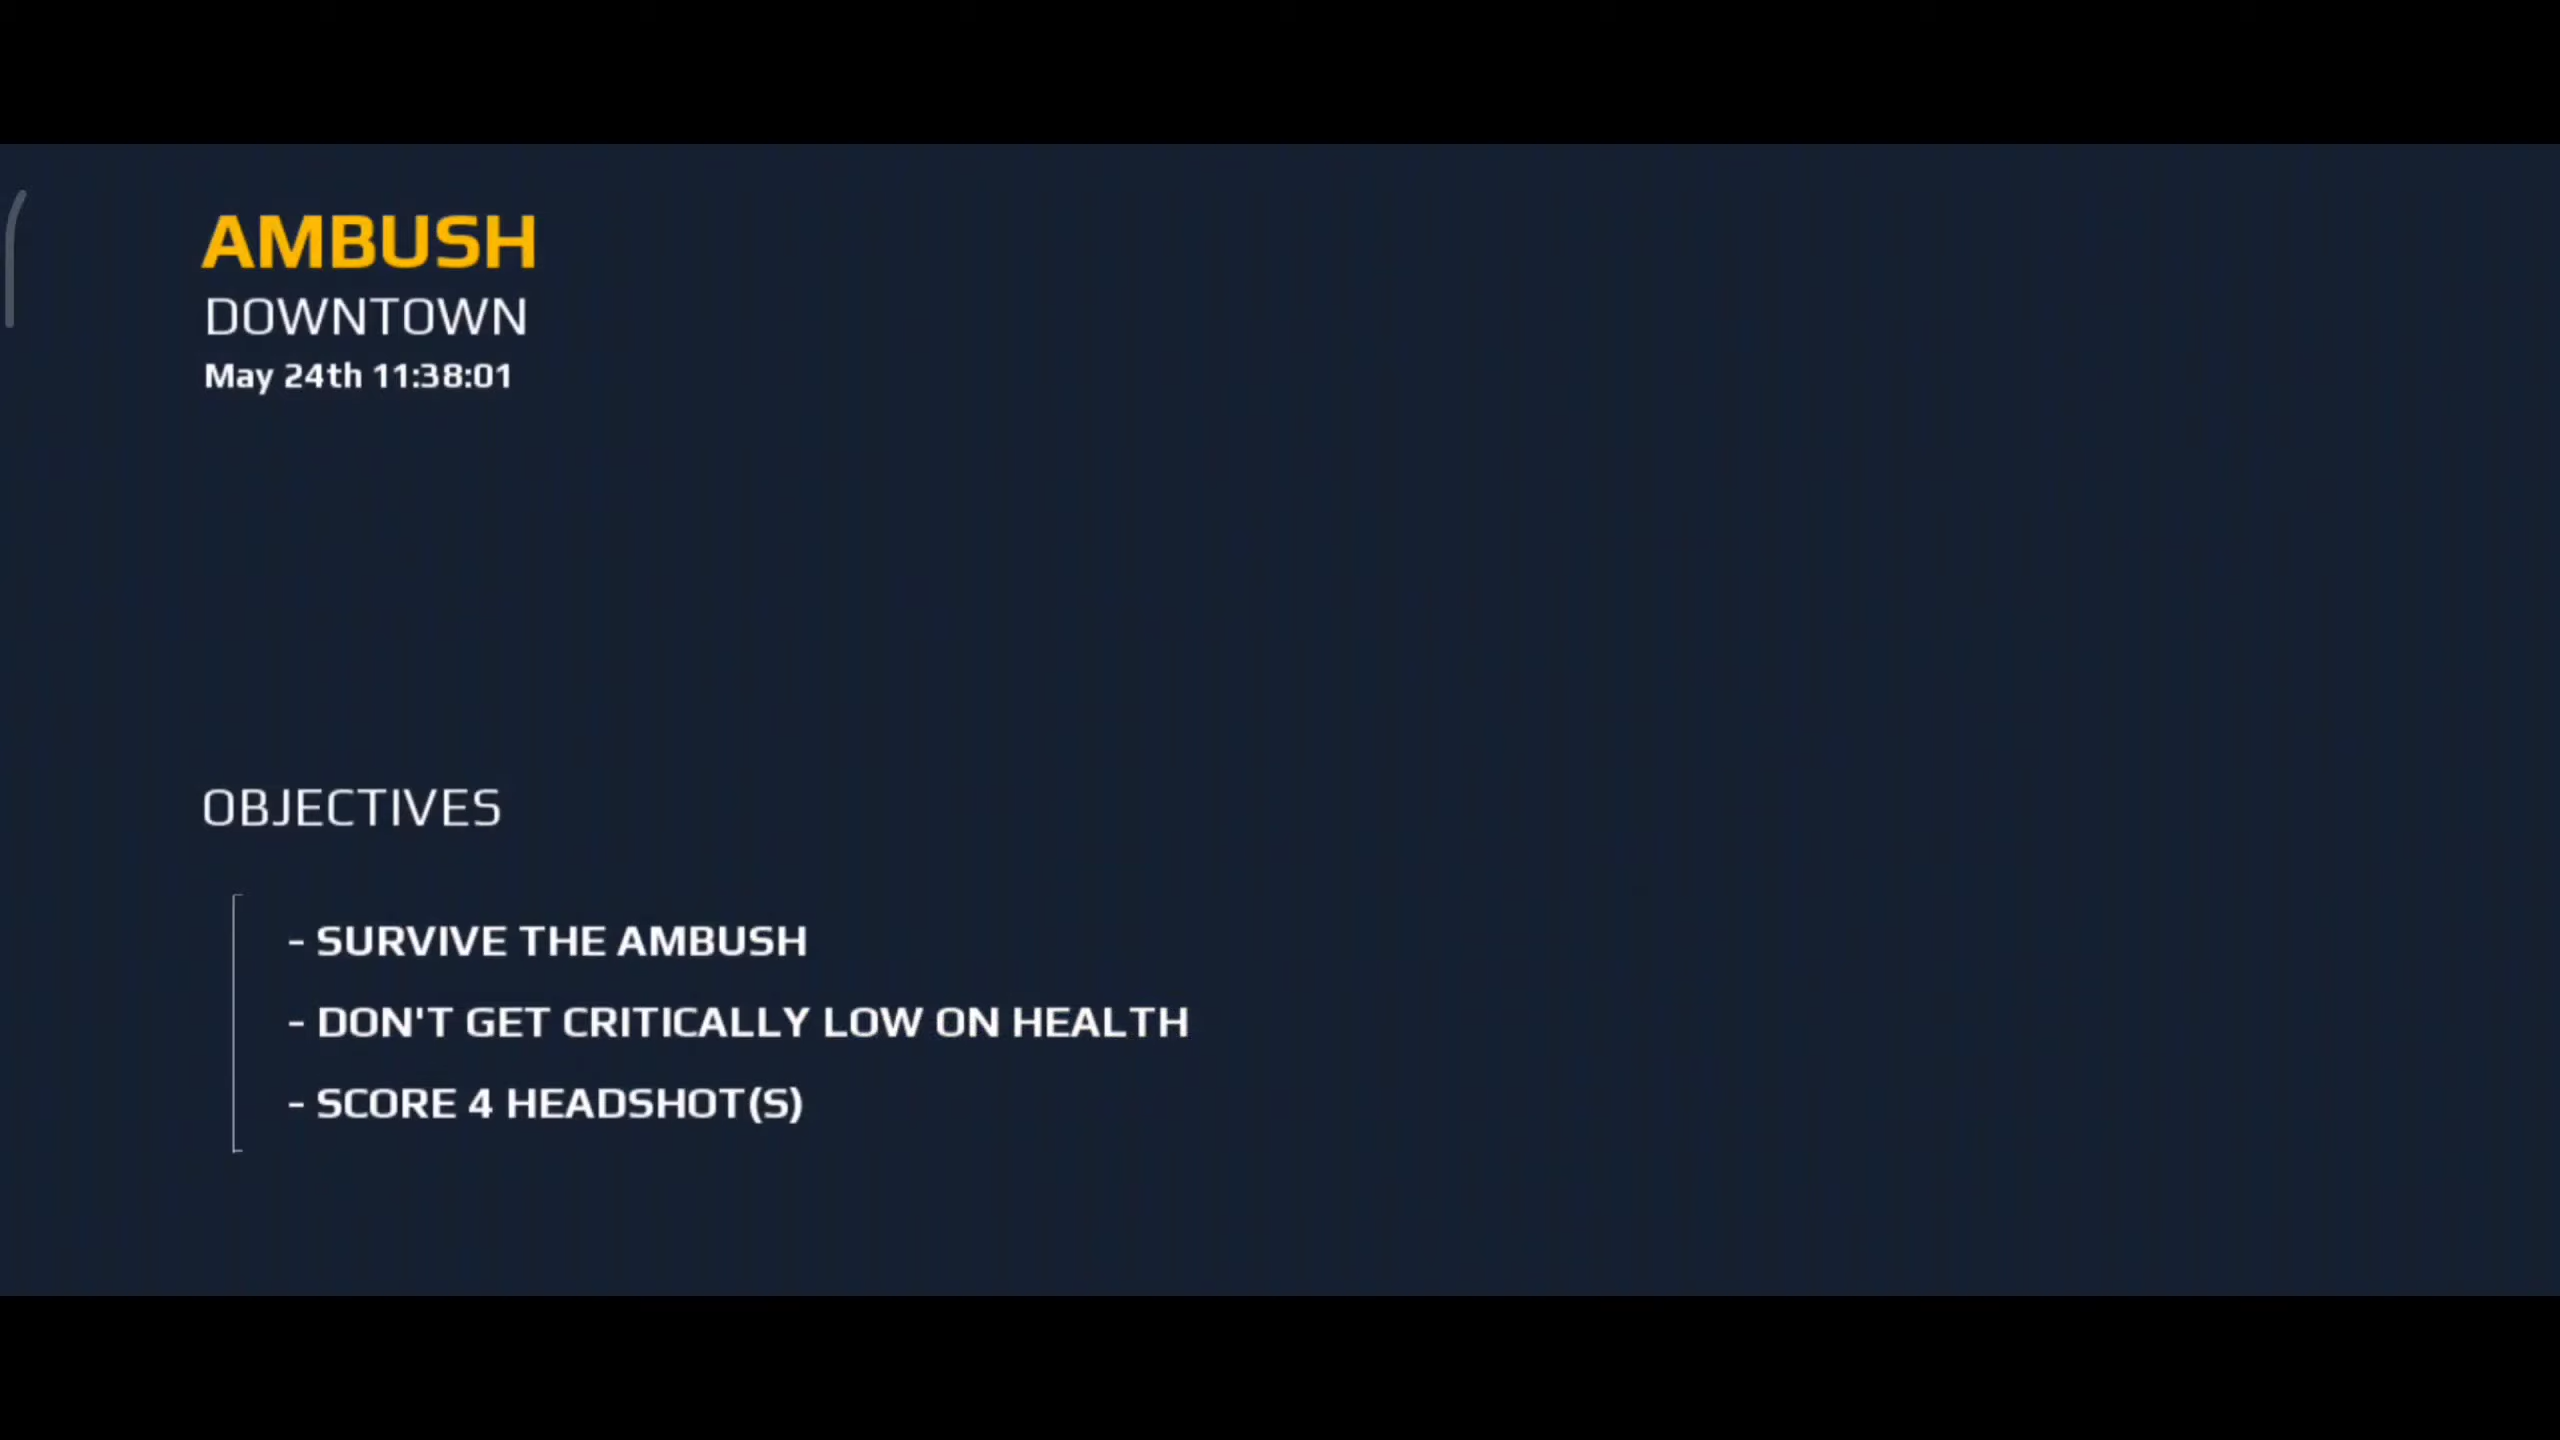 AMBUSH
DOWNTOWN
May 24th 11:38:01
OBJECTIVES
- SURVIVE THE AMBUSH
- DON'T GET CRITICALLY LOW ON HEALTH
- SCORE 4 HEADSHOT(S)